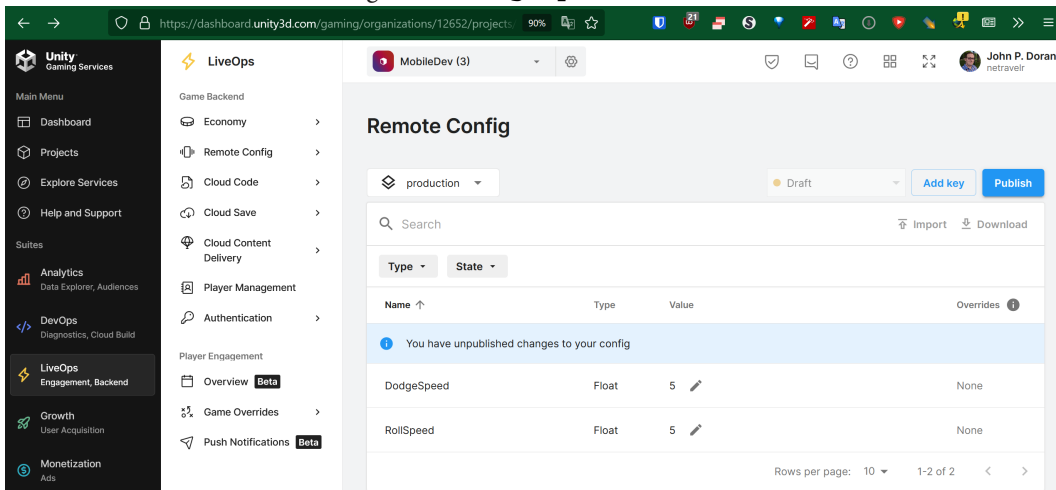 https://dashboard.unity3d.com/gaming/organizations/12652/projects/
90%
21
Unity
Gaming Services
Main Menu
Dashboard
Projects
Explore Services
Help and Support
Suites
Analytics
Data Explorer, Audiences
DevOps
Diagnostics, Cloud Build
LiveOps
Engagement, Backend
Growth
User Acquisition
Monetization
Ads
LiveOps
Game Backend
Economy
Remote Config
Cloud Code
Cloud Save
Cloud Content
Delivery
Player Management
Authentication
Player Engagement
Overview Beta
Game Overrides
Push Notifications Beta
MobileDev (3)
John P. Doran
netravelr
Remote Config
production
Draft
Add key
Publish
Search
Import
Download
Type
State
Name
Type
Value
Overrides
You have unpublished changes to your config
DodgeSpeed
Float
5
None
RollSpeed
Float
5
None
Rows per page: 10
1-2 of 2